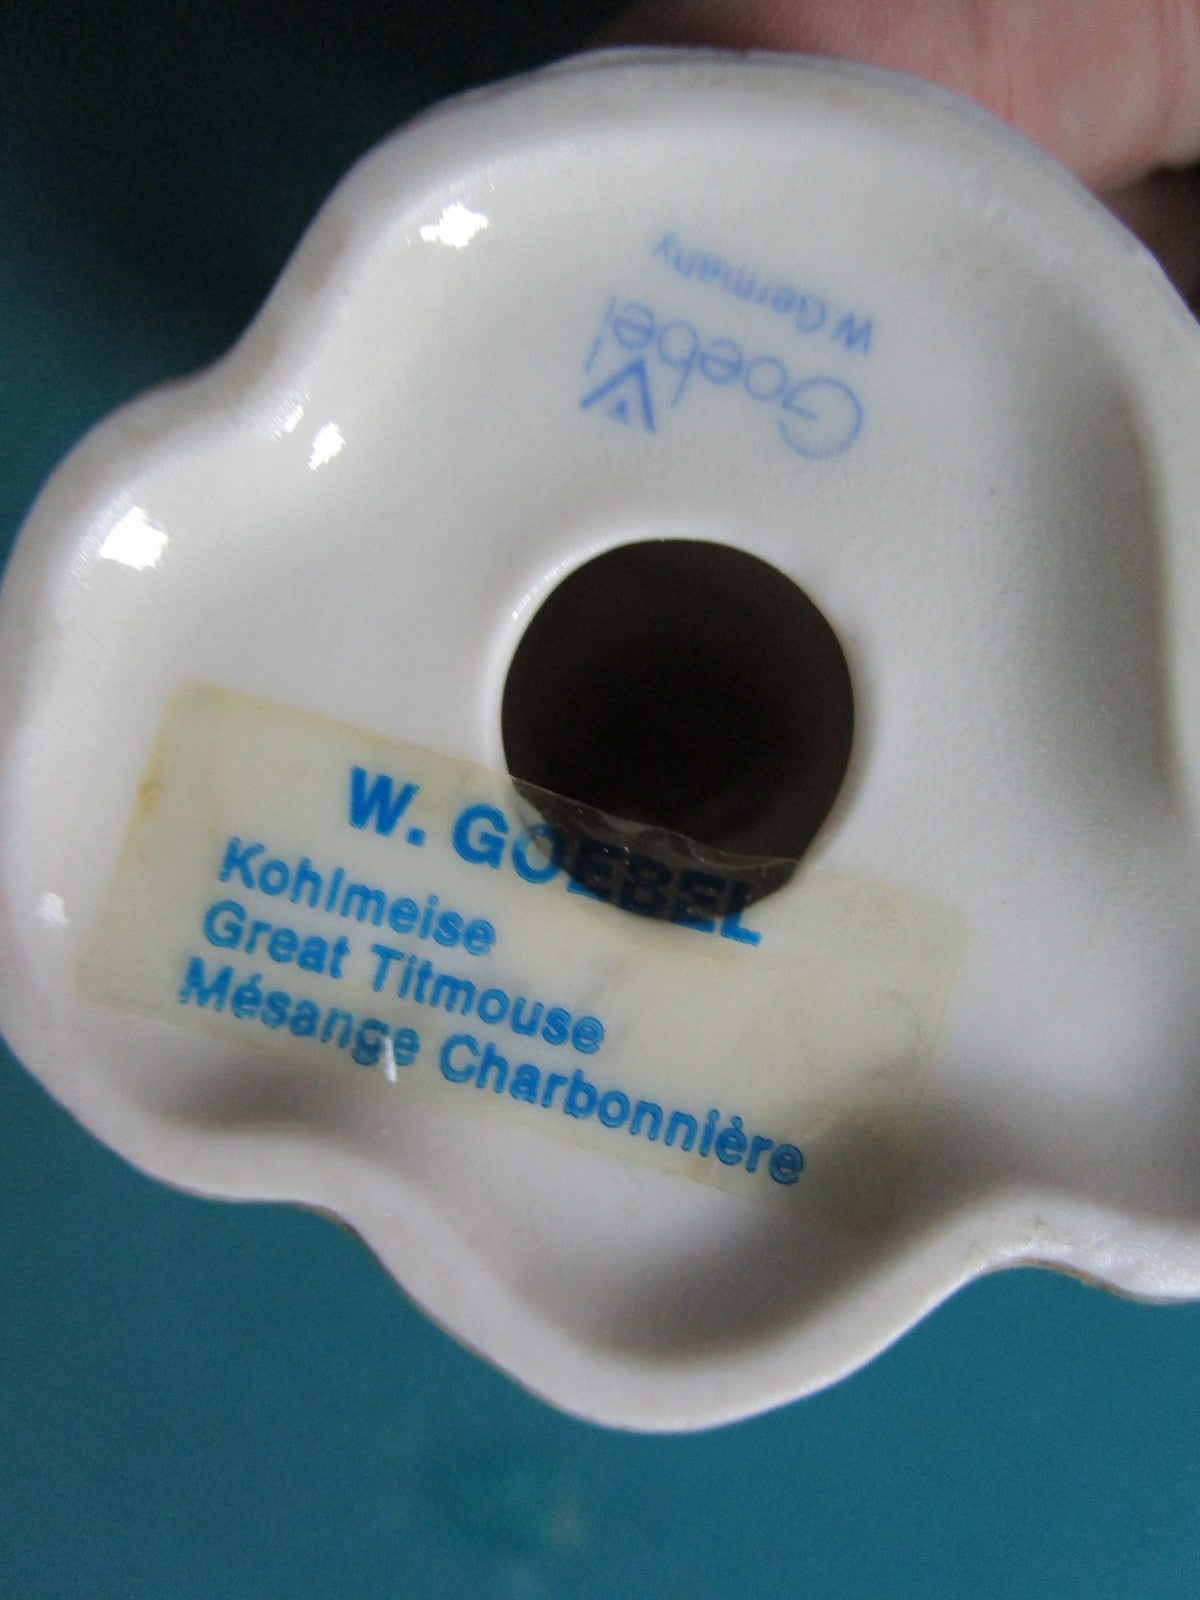 Goebel
W.Germany
W. GOEBEL
Kohlmeise
Great Titmouse
Mésange Charbonnière